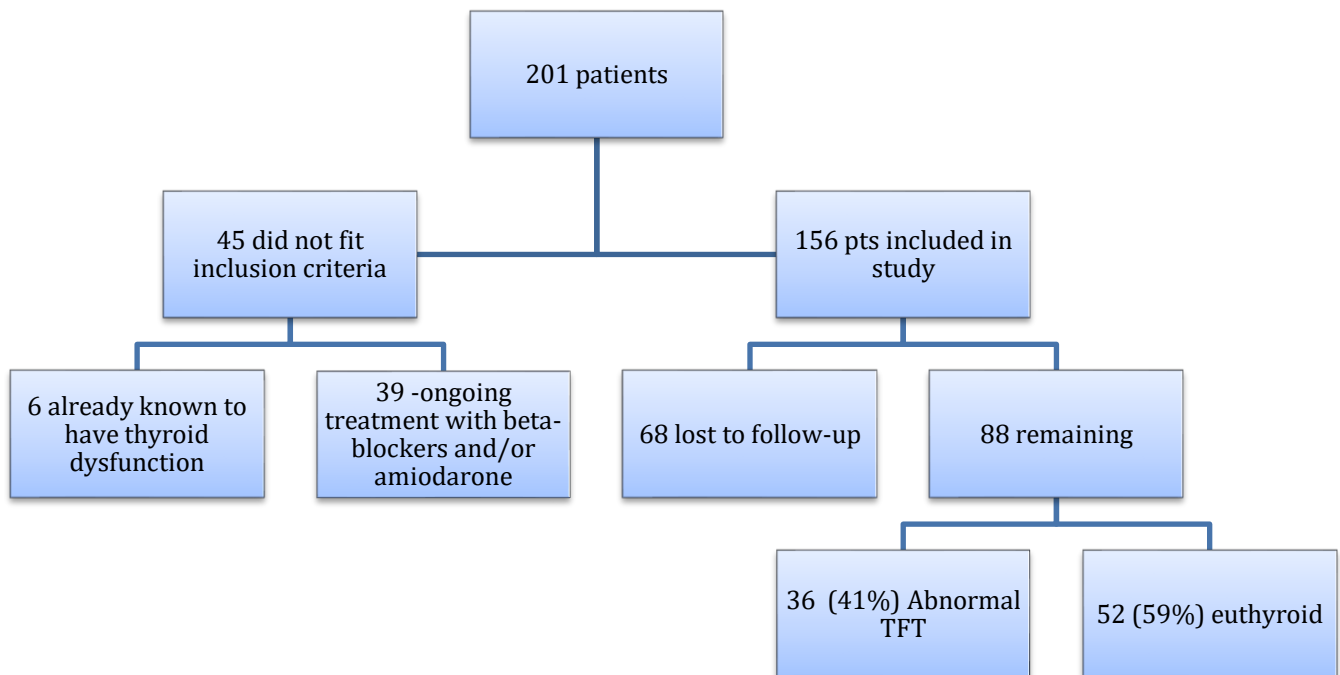 201 patients
45 did not fit
inclusion criteria
156 pts included in
study
6 already known to
have thyroid
dysfunction
39 -ongoing
treatment with beta-
blockers and/or
amiodarone
68 lost to follow-up
88 remaining
36 (41%) Abnormal
TFT
52 (59%) euthyroid